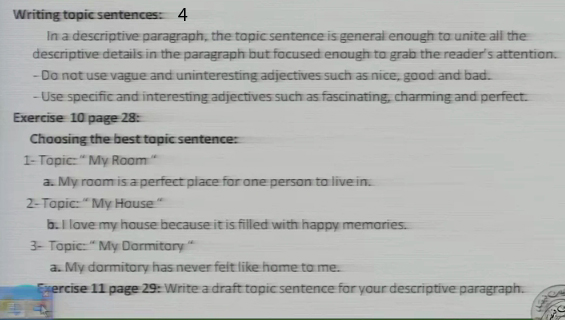 Writing topic sentences: 4
In a descriptive paragraph, the topic sentence is general enough to unite all the
descriptive details in the paragraph but focused enough to grab the reader's attention.
- Do not use vague and uninteresting adjectives such as nice, good and bad.
- Use specific and interesting adjectives such as fascinating, charming and perfect.
Exercise 10 page 28:
Choosing the best topic sentence:
1- Topic: " My Room "
a. My room is a perfect place for one person to live in.
2- Topic: " My House "
b. I love my house because it is filled with happy memories.
3- Topic: " My Dormitory "
a. My dormitory has never felt like home to me.
Exercise 11 page 29: Write a draft topic sentence for your descriptive paragraph.